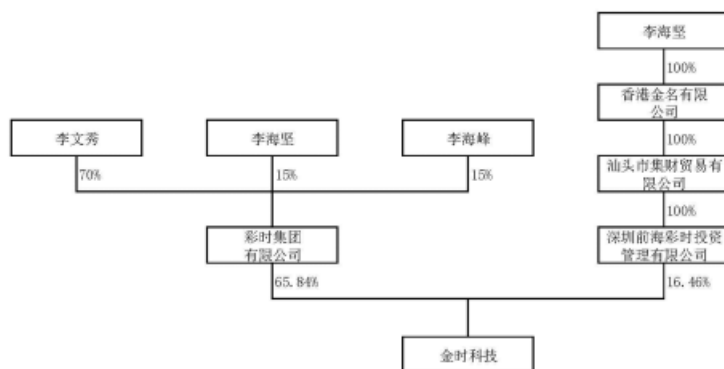 李海坚
100%
香港金名有限
公司
100%
李文秀
李海坚
李海峰
70%
15%
15%
汕头市集财贸易有
限公司
100%
彩时集团
有限公司
深圳前海彩时投资
管理有限公司
65.84%
16.46%
金时科技